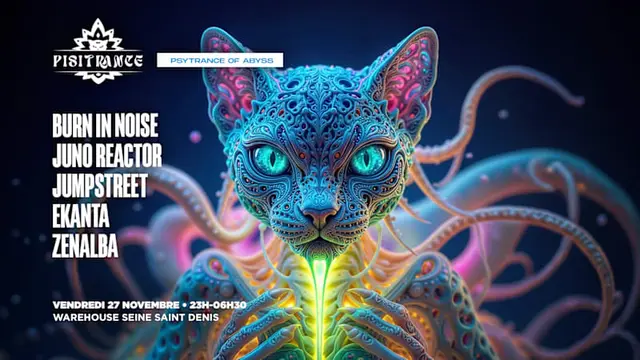 PISITRANCE
PSYTRANCE OF ABYSS
BURN IN NOISE
JUNO REACTOR
JUMPSTREET
EKANTA
ZENALBA
VENDREDI 27 NOVEMBRE • 23H-06H30
WAREHOUSE SEINE SAINT DENIS